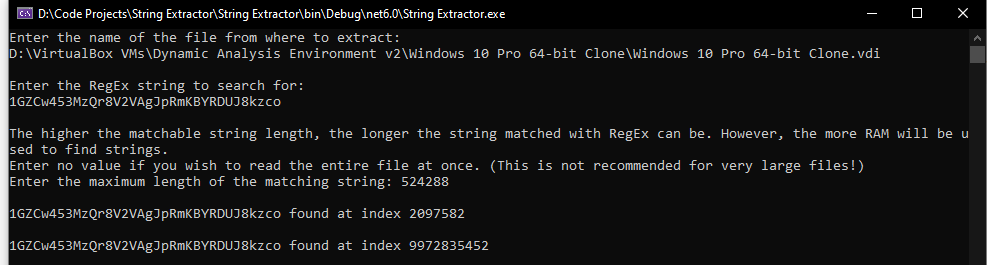 D:\Code Projects\String Extractor\String Extractor\bin\Debug\net6.0\String Extractor.exe
Enter the name of the file from where to extract:
D:\VirtualBox VMs\Dynamic Analysis Environment v2\Windows 10 Pro 64-bit Clone\Windows 10 Pro 64-bit Clone.vdi
Enter the RegEx string to search for:
1GZCw453MzQr8V2VAgJpRmKBYRDUJ8kzco
The higher the matchable string length, the longer the string matched with RegEx can be. However, the more RAM will be u
sed to find strings.
Enter no value if you wish to read the entire file at once. (This is not recommended for very large files!)
Enter the maximum length of the matching string: 524288
1GZCw453MzQr8V2VAgJpRmKBYRDUJ8kzco found at index 2097582
1GZCw453MzQr8V2VAgJpRmKBYRDUJ8kzco found at index 9972835452